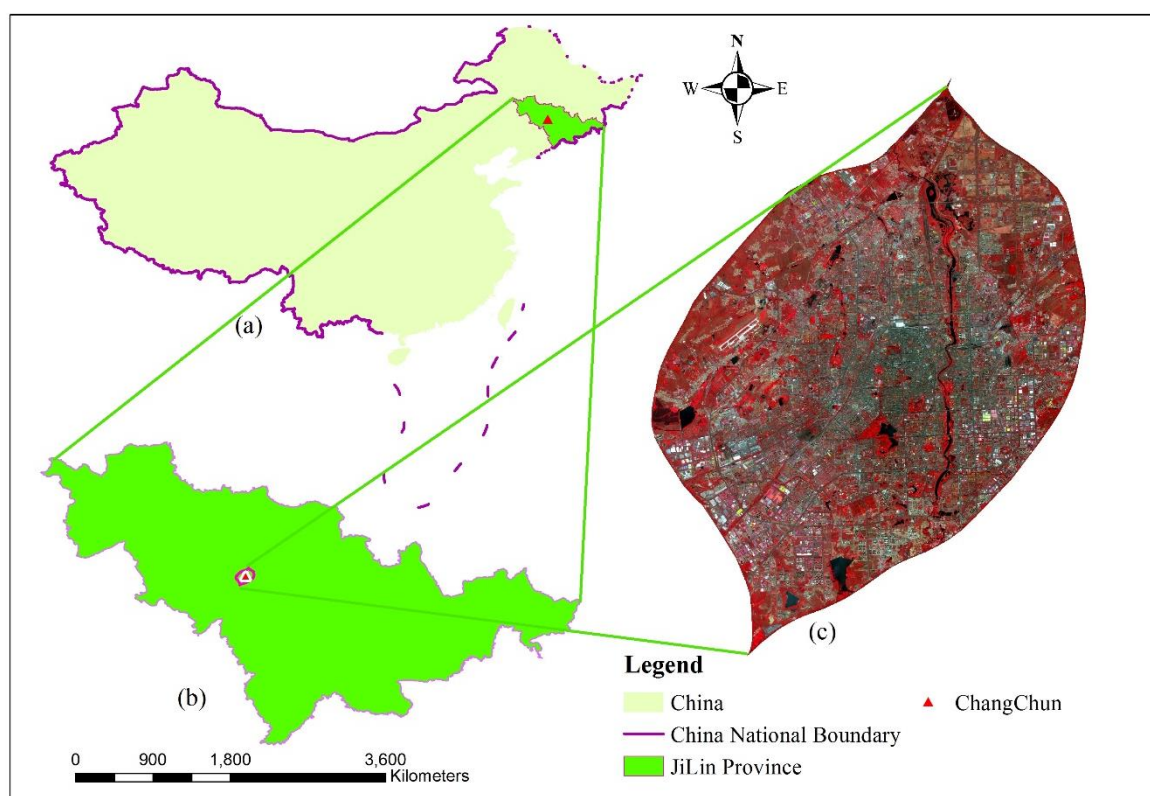 N
W E
S
(a)
(b)
(c)
Legend
China
China National Boundary
JiLin Province
ChangChun
0 900 1,800 3,600
Kilometers